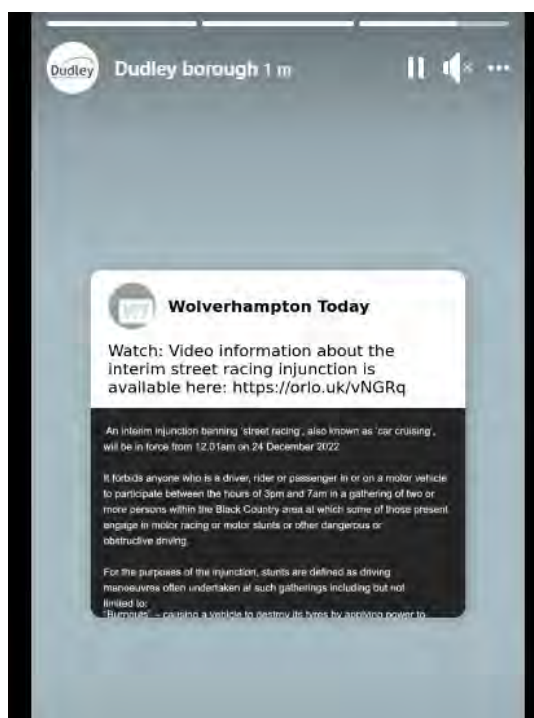 Dudley
Dudley borough 1 m
Wolverhampton Today
Watch: Video information about the
interim street racing injunction is
available here: https://orlo.uk/vNGRq
An interim injunction banning 'street racing', also known as 'car cruising',
will be in force from 12.01am on 24 December 2022
It forbids anyone who is a driver, rider or passenger in or on a motor vehicle
to participate between the hours of 3pm and 7am in a gathering of two or
more persons within the Black Country area at which some of those present
engage in motor racing or motor stunts or other dangerous or
obstructive driving.
For the purposes of the injunction, stunts are defined as driving
manoeuvres often undertaken at such gatherings including but not
limited to:
"Burnouts" – causing a vehicle to destroy its tyres by applying power to